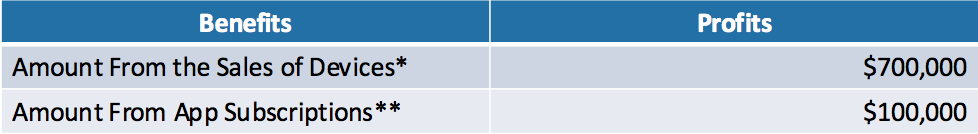 Benefits Profits
Amount From the Sales of Devices* $700,000
Amount From App Subscriptions** $100,000